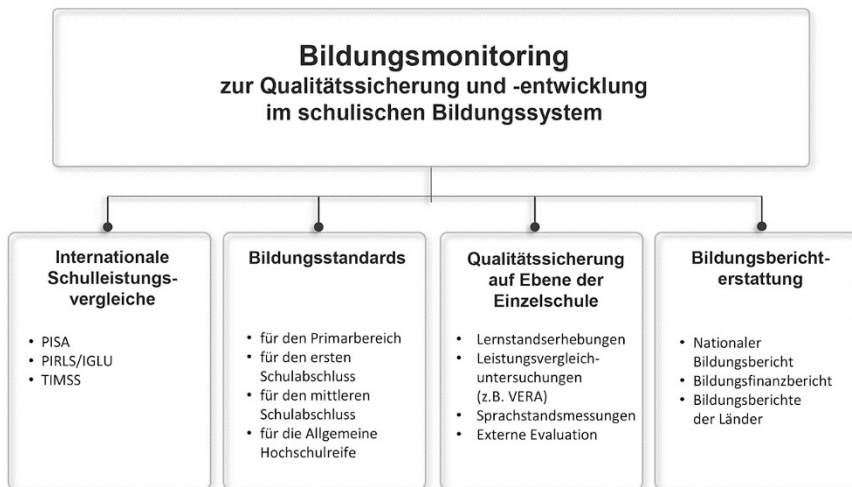 Bildungsmonitoring
zur Qualitätssicherung und -entwicklung
im schulischen Bildungssystem
Internationale
Schulleistungs-
vergleiche
• PISA
• PIRLS/IGLU
• TIMSS
Bildungsstandards
• für den Primarbereich
• für den ersten
Schulabschluss
• für den mittleren
Schulabschluss
• für die Allgemeine
Hochschulreife
Qualitätssicherung
auf Ebene der
Einzelschule
• Lernstandserhebungen
• Leistungsvergleich-
untersuchungen
(z.B. VERA)
• Sprachstandsmessungen
• Externe Evaluation
Bildungsbericht-
erstattung
• Nationaler
Bildungsbericht
• Bildungsfinanzbericht
• Bildungsberichte
der Länder